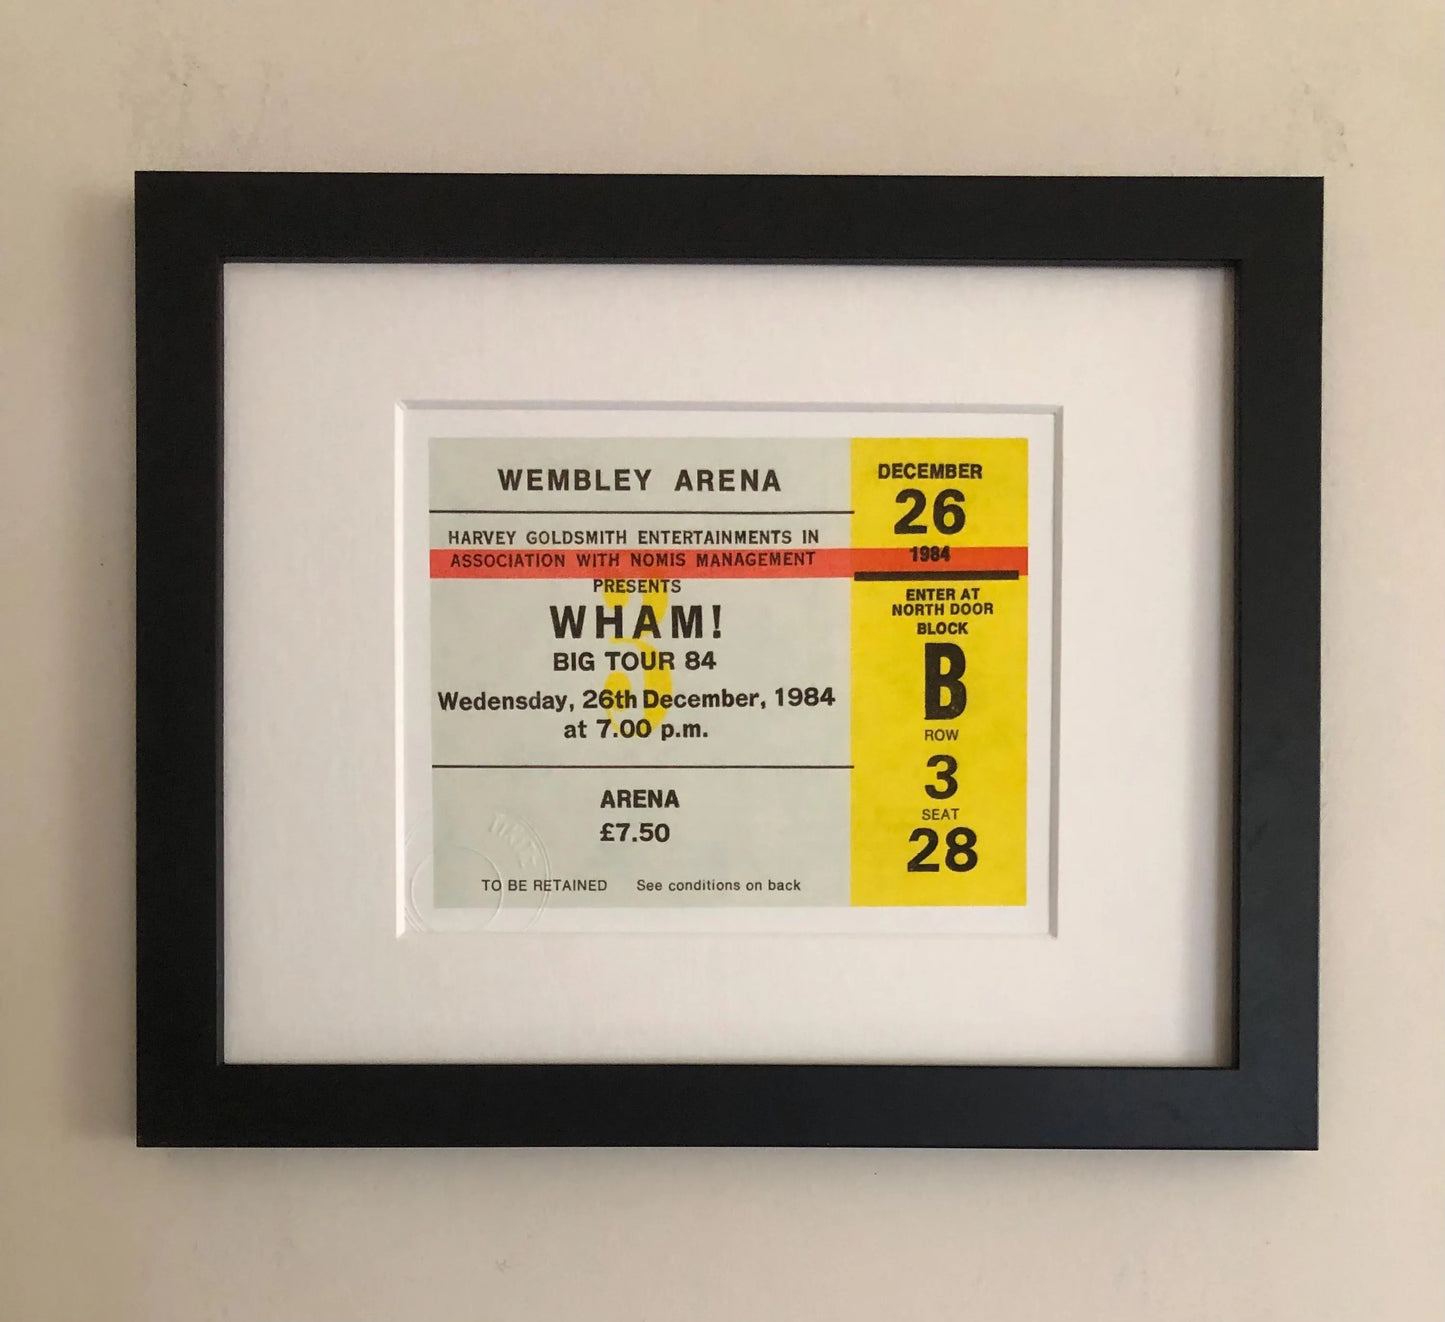 WEMBLEY ARENA
HARVEY GOLDSMITH ENTERTAINMENTS IN
ASSOCIATION WITH NOMIS MANAGEMENT
PRESENTS
3
WHAM!
BIG TOUR 84
Wedensday, 26th December, 1984
at 7.00 p.m.
ARENA
£7.50
TO BE RETAINED See conditions on back
DECEMBER
26
1984
ENTER AT
NORTH DOOR
BLOCK
B
ROW
3
SEAT
28